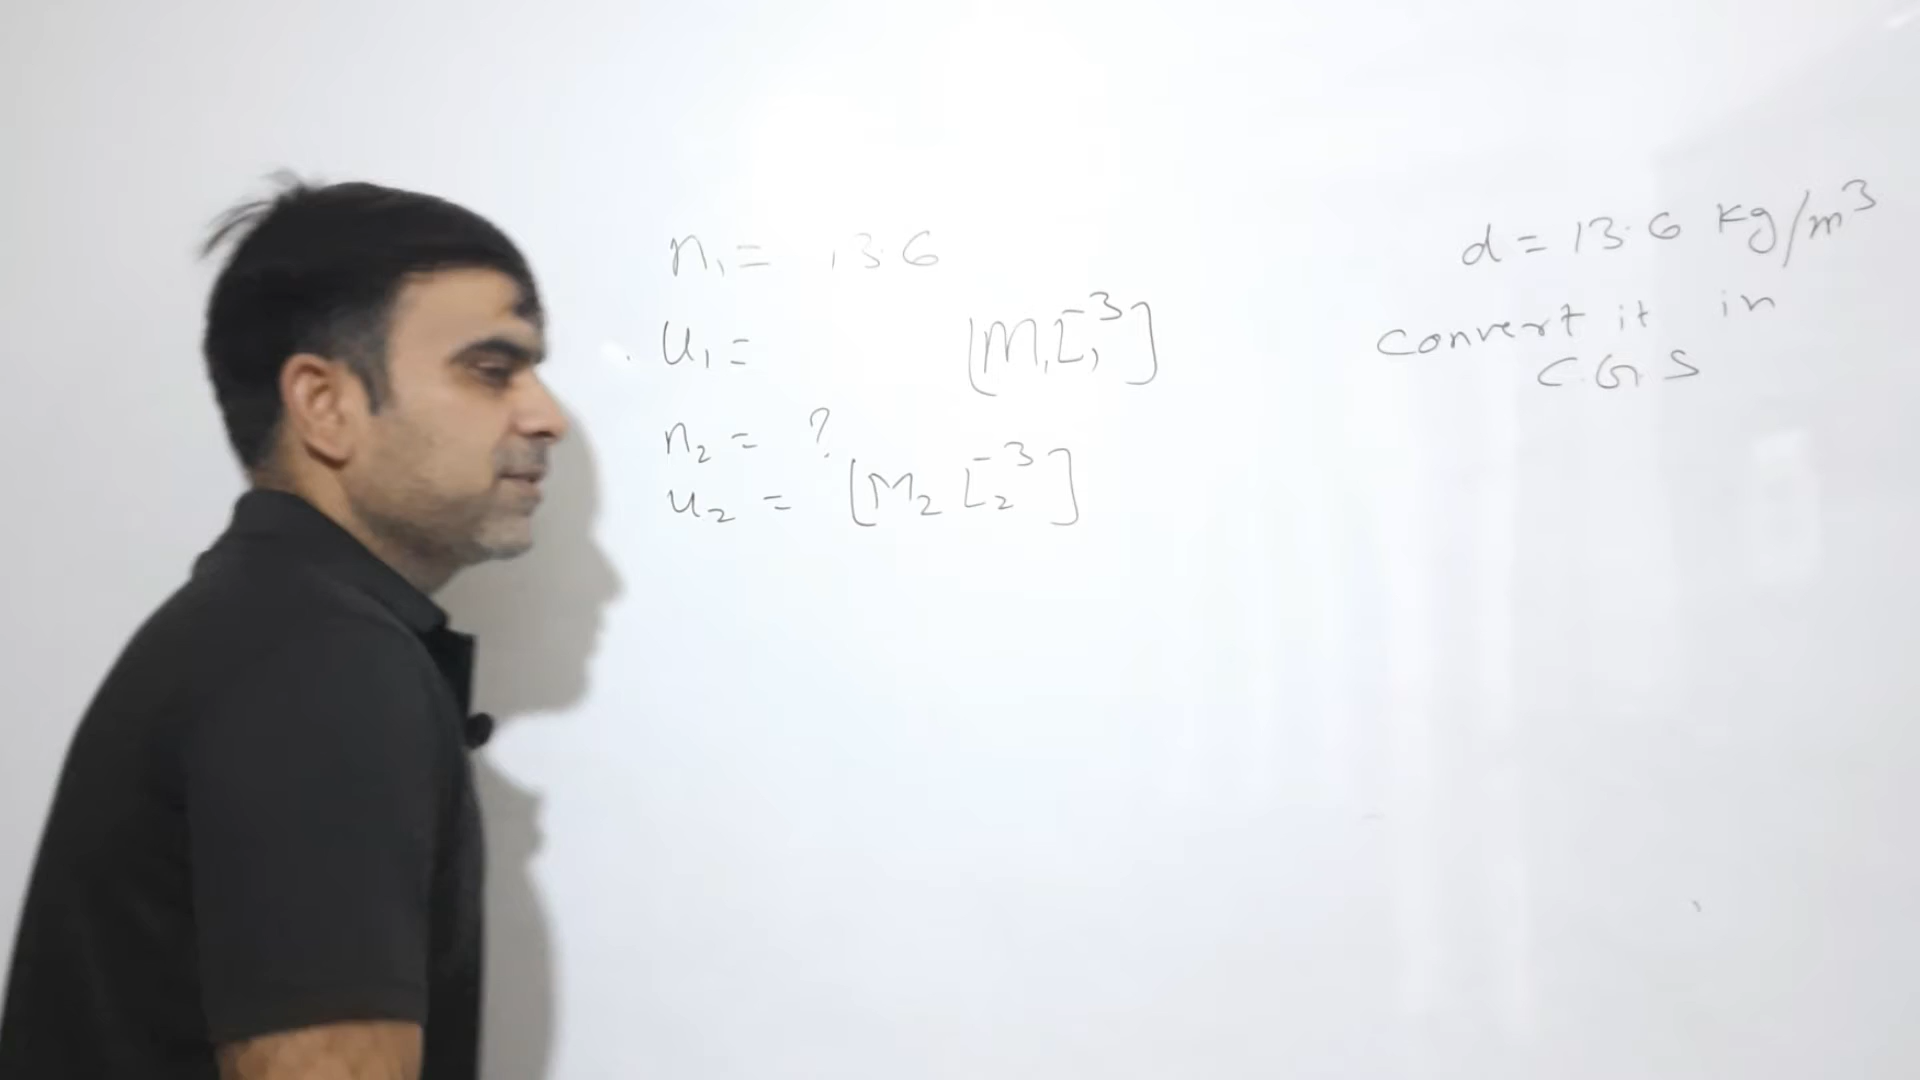 n₁ = 13.6
u₁ = [M₁L₁⁻³]
n₂ = ?
u₂ = [M₂ L₂⁻³]
d = 13.6 kg/m³
Convert it in
C.G.S